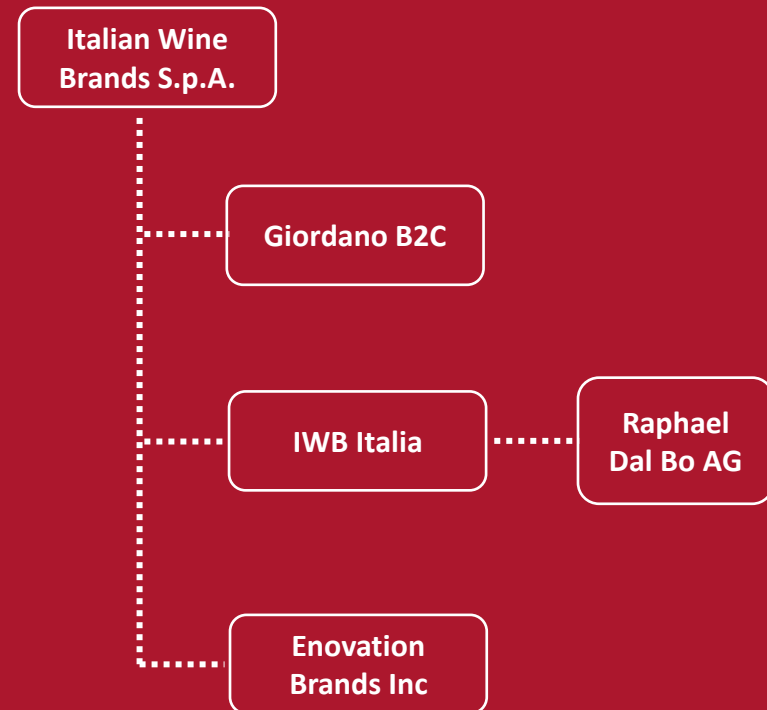 Italian Wine
Brands S.p.A.
Giordano B2C
IWB Italia
Raphael
Dal Bo AG
Enovation
Brands Inc